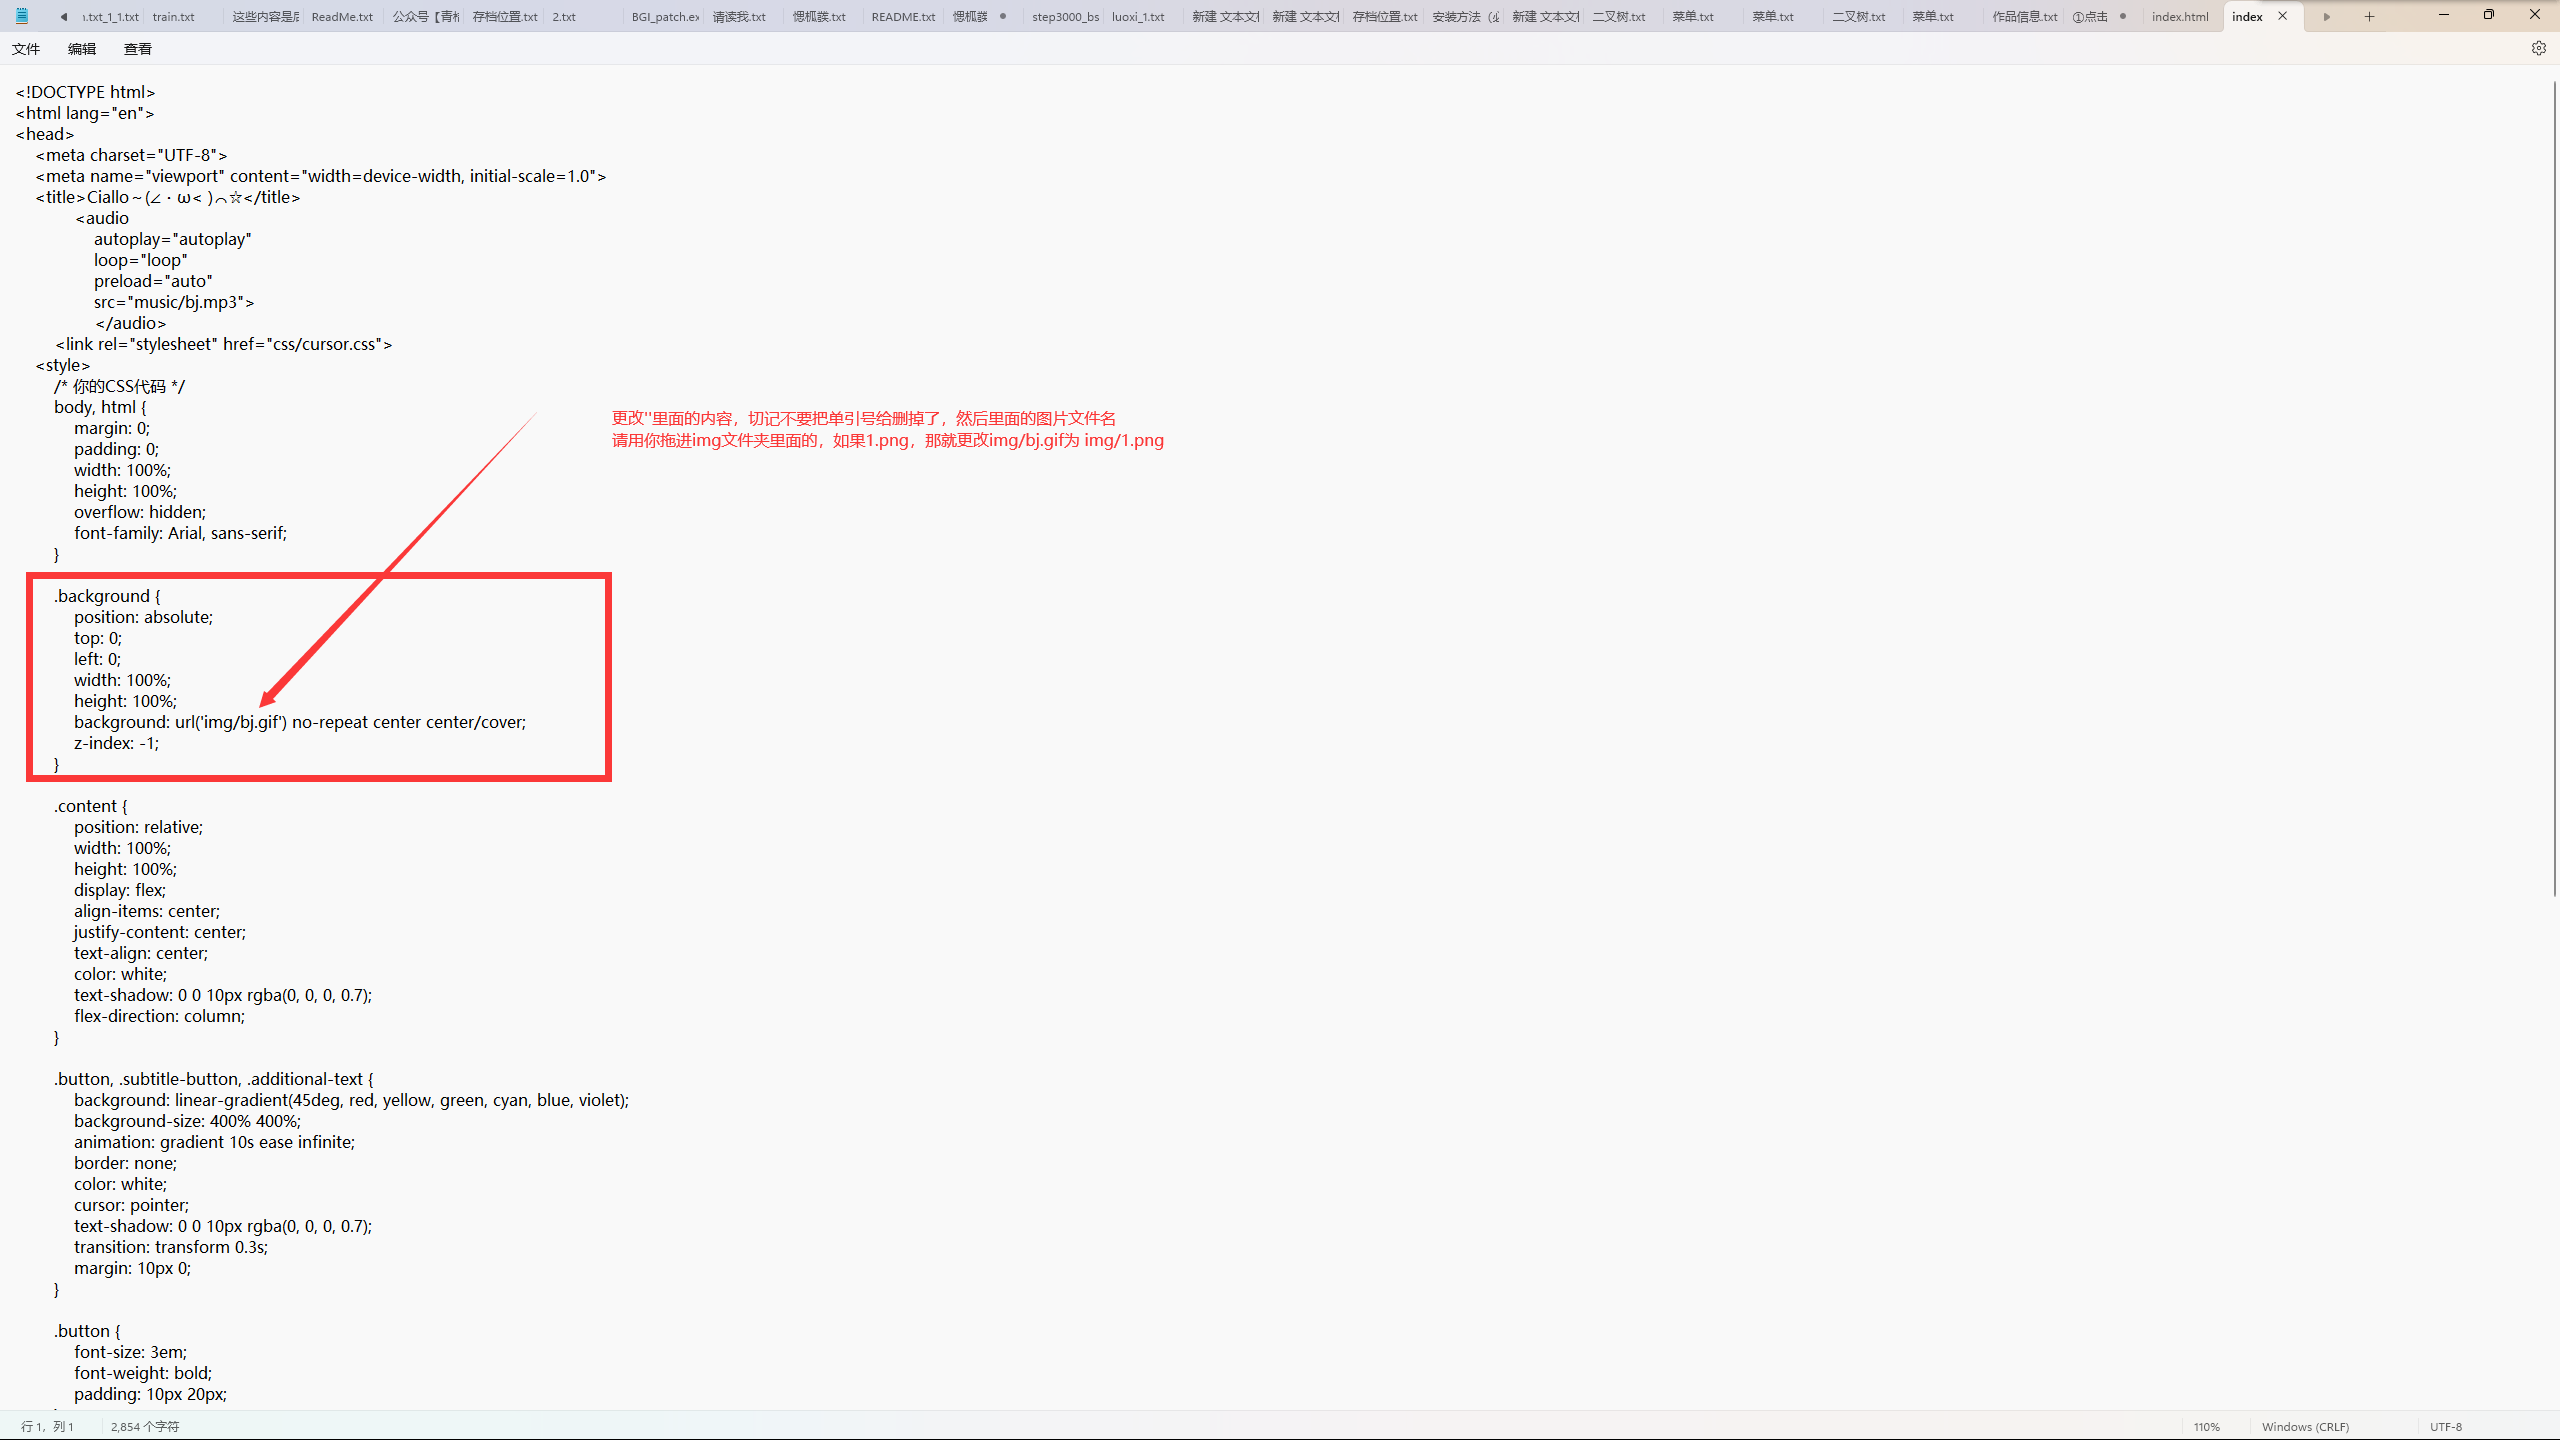 .txt_1_1.txt
train.txt
这些内容是
ReadMe.txt
公众号【青
存档位置.txt
2.txt
BGI_patch.ex
请读我.txt
README.txt
step3000_bs
luoxi_1.txt
新建 文本文
新建 文本文
存档位置.txt
安装方法（
新建 文本文
二叉树.txt
菜单.txt
菜单.txt
二叉树.txt
菜单.txt
作品信息.txt
①点击
index.html
index
文件 编辑 查看
<!DOCTYPE html>
<html lang="en">
<head>
<meta charset="UTF-8">
<meta name="viewport" content="width=device-width, initial-scale=1.0">
<title>Ciallo～(∠・ω< )⌒☆</title>
<audio
autoplay="autoplay"
loop="loop"
preload="auto"
src="music/bj.mp3">
</audio>
<link rel="stylesheet" href="css/cursor.css">
<style>
/* 你的CSS代码 */
body, html {
margin: 0;
padding: 0;
width: 100%;
height: 100%;
overflow: hidden;
font-family: Arial, sans-serif;
}
更改''里面的内容，切记不要把单引号给删掉了，然后里面的图片文件名
请用你拖进img文件夹里面的，如果1.png，那就更改img/bj.gif为 img/1.png
.background {
position: absolute;
top: 0;
left: 0;
width: 100%;
height: 100%;
background: url('img/bj.gif') no-repeat center center/cover;
z-index: -1;
}
.content {
position: relative;
width: 100%;
height: 100%;
display: flex;
align-items: center;
justify-content: center;
text-align: center;
color: white;
text-shadow: 0 0 10px rgba(0, 0, 0, 0.7);
flex-direction: column;
}
.button, .subtitle-button, .additional-text {
background: linear-gradient(45deg, red, yellow, green, cyan, blue, violet);
background-size: 400% 400%;
animation: gradient 10s ease infinite;
border: none;
color: white;
cursor: pointer;
text-shadow: 0 0 10px rgba(0, 0, 0, 0.7);
transition: transform 0.3s;
margin: 10px 0;
}
.button {
font-size: 3em;
font-weight: bold;
padding: 10px 20px;
行 1，列 1
2,854 个字符
110%
Windows (CRLF)
UTF-8